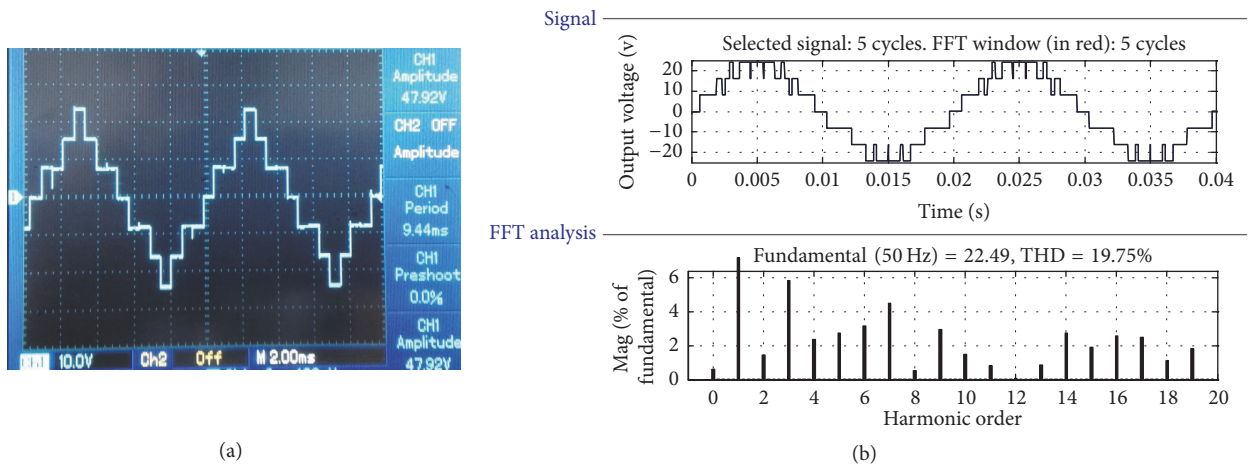 CH1
Amplitude
47.92V
CH2 OFF
Amplitude
CH1
Period
9.44ms
CH1
Preshoot
0.0%
CH1
Amplitude
47.92V
1
10.0V Ch2 Off M 2.00ms
(a)
Signal
Selected signal: 5 cycles. FFT window (in red): 5 cycles
Output voltage (v)
20
10
0
−10
−20
0 0.005 0.01 0.015 0.02 0.025 0.03 0.035 0.04
Time (s)
FFT analysis
Fundamental (50 Hz) = 22.49, THD = 19.75%
Mag (% of
fundamental)
6
4
2
0
0 2 4 6 8 10 12 14 16 18 20
Harmonic order
(b)